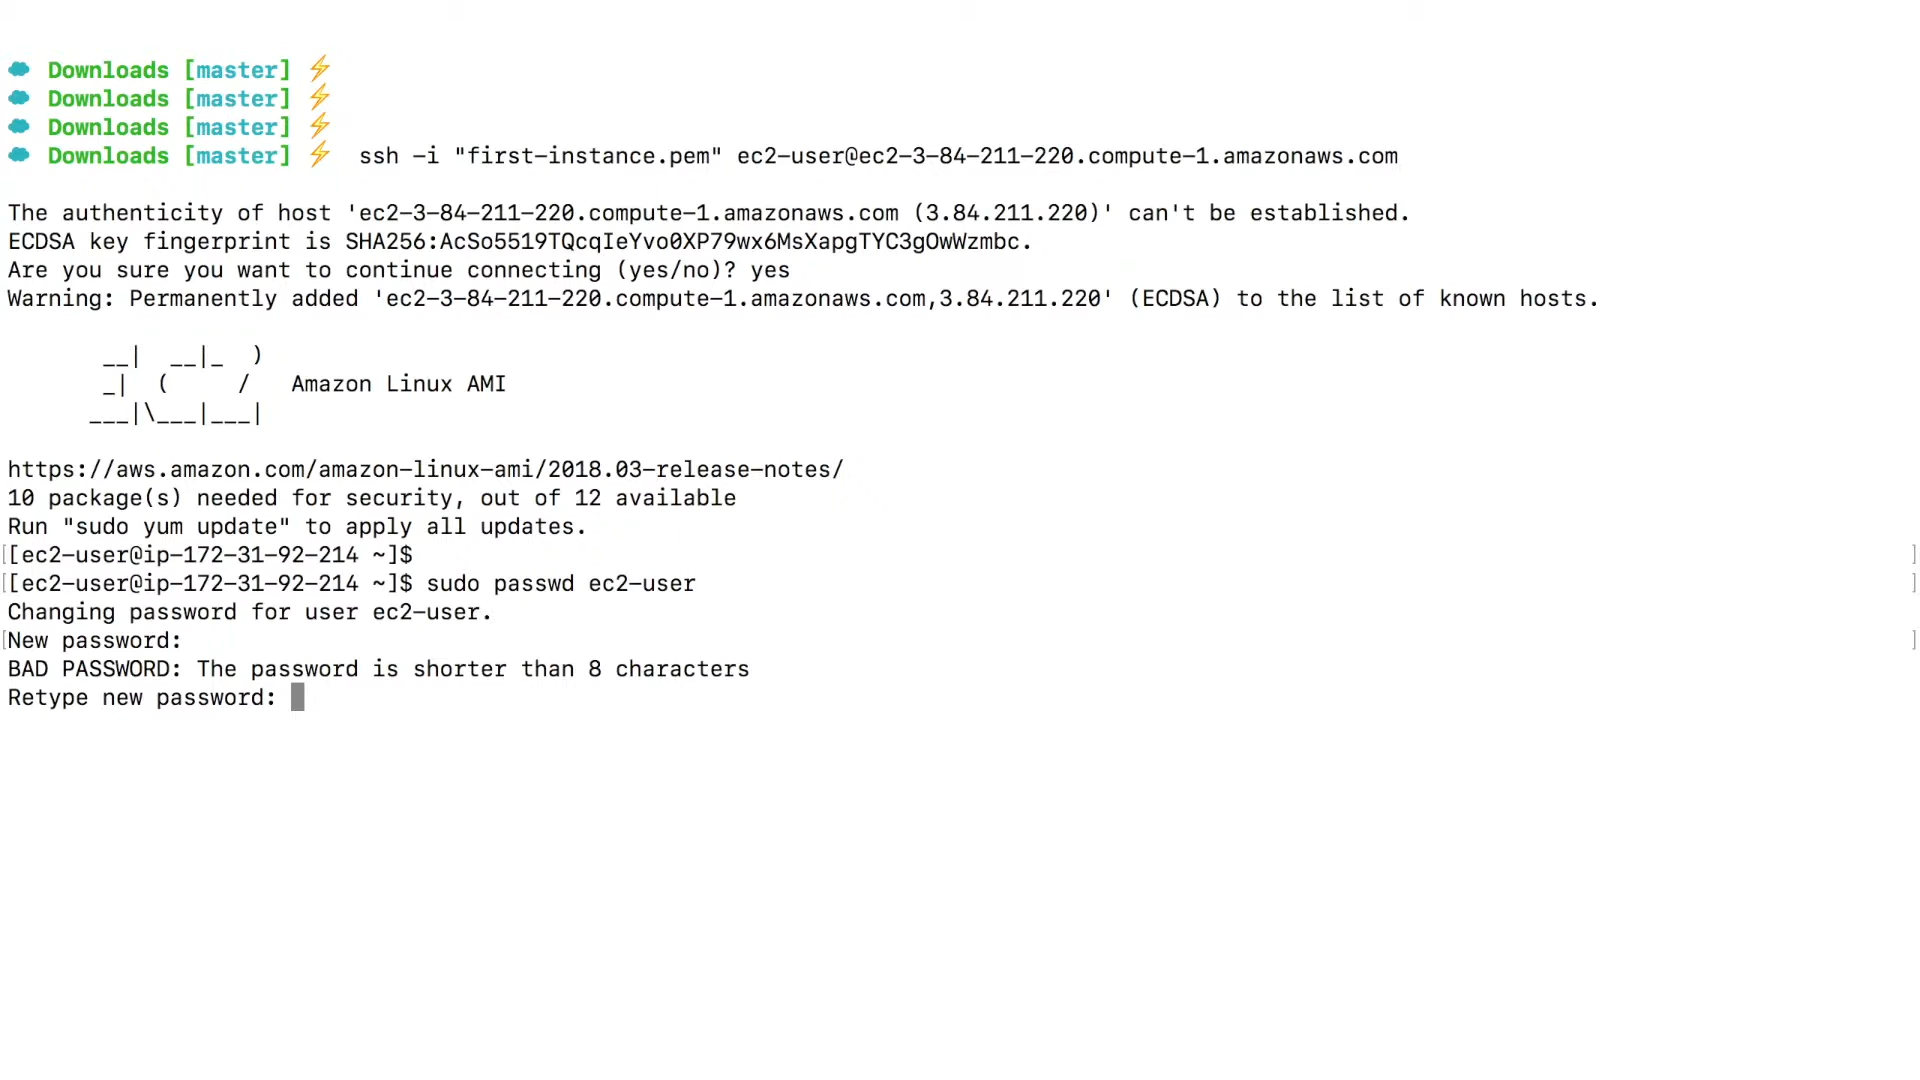 Downloads [master] ⚡
Downloads [master] ⚡
Downloads [master] ⚡
Downloads [master] ⚡ ssh -i "first-instance.pem" ec2-user@ec2-3-84-211-220.compute-1.amazonaws.com
The authenticity of host 'ec2-3-84-211-220.compute-1.amazonaws.com (3.84.211.220)' can't be established.
ECDSA key fingerprint is SHA256:AcSo5519TQcqIeYvo0XP79wx6MsXapgTYC3gOwWzmbc.
Are you sure you want to continue connecting (yes/no)? yes
Warning: Permanently added 'ec2-3-84-211-220.compute-1.amazonaws.com,3.84.211.220' (ECDSA) to the list of known hosts.
       __|  __|_  )
       _|  (     /   Amazon Linux AMI
      ___|\___|___|
https://aws.amazon.com/amazon-linux-ami/2018.03-release-notes/
10 package(s) needed for security, out of 12 available
Run "sudo yum update" to apply all updates.
[[ec2-user@ip-172-31-92-214 ~]$ ]
[[ec2-user@ip-172-31-92-214 ~]$ sudo passwd ec2-user ]
Changing password for user ec2-user.
[New password: ]
BAD PASSWORD: The password is shorter than 8 characters
Retype new password: